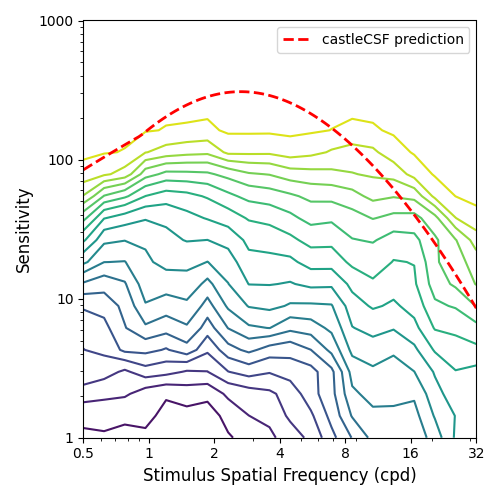 1000
castleCSF prediction
100
Sensitivity
10
1
0.5 1 2 4 8 16 32
Stimulus Spatial Frequency (cpd)